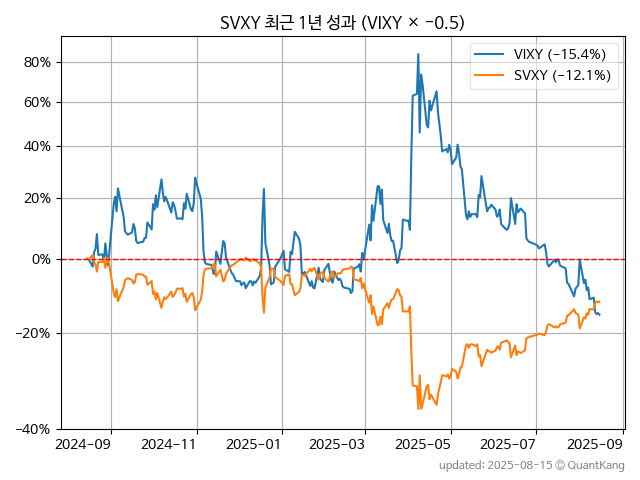 SVXY 최근 1년 성과 (VIXY × −0.5)
VIXY (−15.4%)
SVXY (−12.1%)
80%
60%
40%
20%
0%
−20%
−40%
2024-09 2024-11 2025-01 2025-03 2025-05 2025-07 2025-09
updated: 2025-08-15 © QuantKang